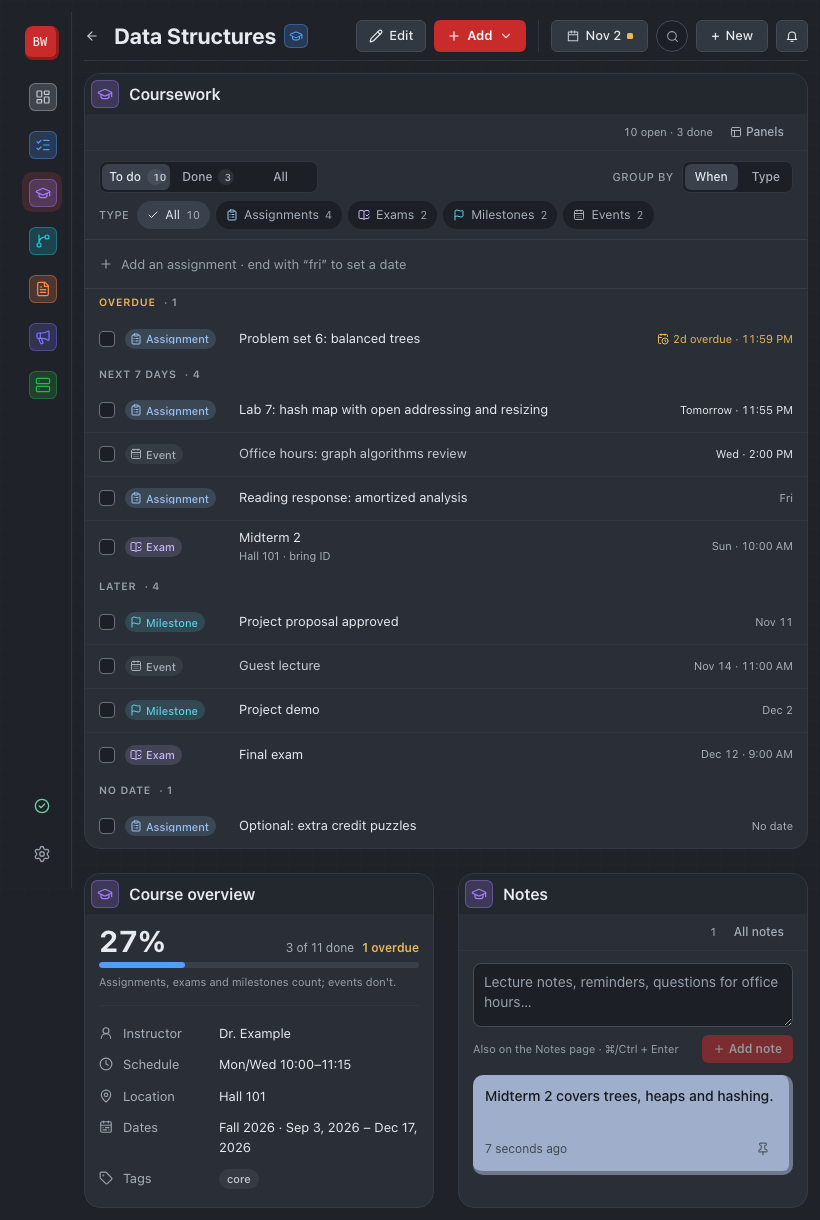 BW
Data Structures
Edit
Add
Nov 2
+ New
Coursework
10 open · 3 done
Panels
To do 10
Done 3
All
GROUP BY
When
Type
TYPE
All 10
Assignments 4
Exams 2
Milestones 2
Events 2
Add an assignment · end with “fri” to set a date
OVERDUE · 1
Assignment
Problem set 6: balanced trees
2d overdue · 11:59 PM
NEXT 7 DAYS · 4
Assignment
Lab 7: hash map with open addressing and resizing
Tomorrow · 11:55 PM
Event
Office hours: graph algorithms review
Wed · 2:00 PM
Assignment
Reading response: amortized analysis
Fri
Exam
Midterm 2
Hall 101 · bring ID
Sun · 10:00 AM
LATER · 4
Milestone
Project proposal approved
Nov 11
Event
Guest lecture
Nov 14 · 11:00 AM
Milestone
Project demo
Dec 2
Exam
Final exam
Dec 12 · 9:00 AM
NO DATE · 1
Assignment
Optional: extra credit puzzles
No date
Course overview
27%
3 of 11 done 1 overdue
Assignments, exams and milestones count; events don't.
Instructor
Dr. Example
Schedule
Mon/Wed 10:00–11:15
Location
Hall 101
Dates
Fall 2026 · Sep 3, 2026 – Dec 17,
2026
Tags
core
Notes
1
All notes
Lecture notes, reminders, questions for office
hours…
Also on the Notes page · ⌘/Ctrl + Enter
+ Add note
Midterm 2 covers trees, heaps and hashing.
7 seconds ago